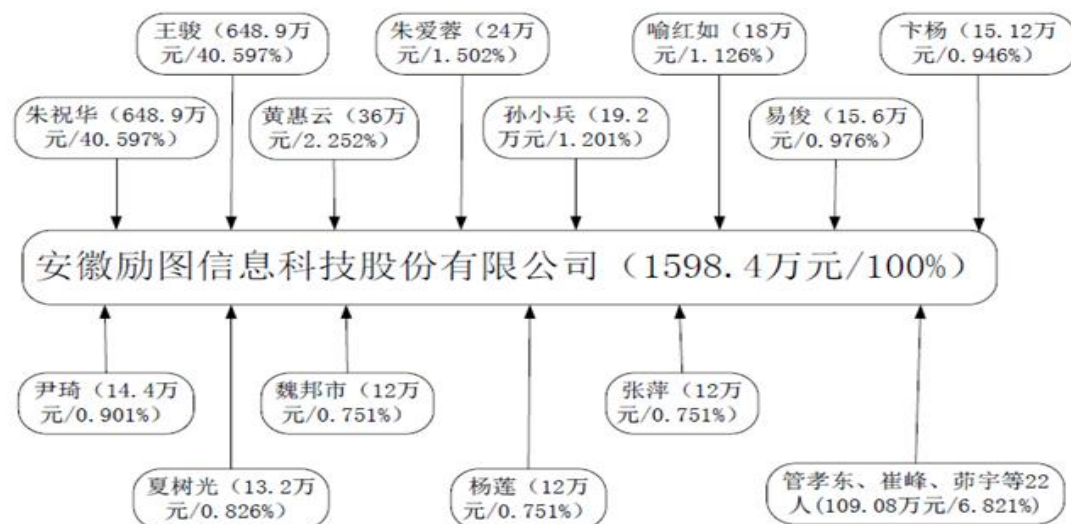 王骏（648.9万
元/40.597%）
朱爱蓉（24万
元/1.502%）
喻红如（18万
元/1.126%）
卞杨（15.12万
元/0.946%）
朱祝华（648.9万
元/40.597%）
黄惠云（36万
元/2.252%）
孙小兵（19.2
万元/1.201%）
易俊（15.6万
元/0.976%）
安徽励图信息科技股份有限公司（1598.4万元/100%）
尹琦（14.4万
元/0.901%）
魏邦市（12万
元/0.751%）
张萍（12万
元/0.751%）
夏树光（13.2万
元/0.826%）
杨莲（12万
元/0.751%）
管孝东、崔峰、茆宇等22
人(109.08万元/6.821%)